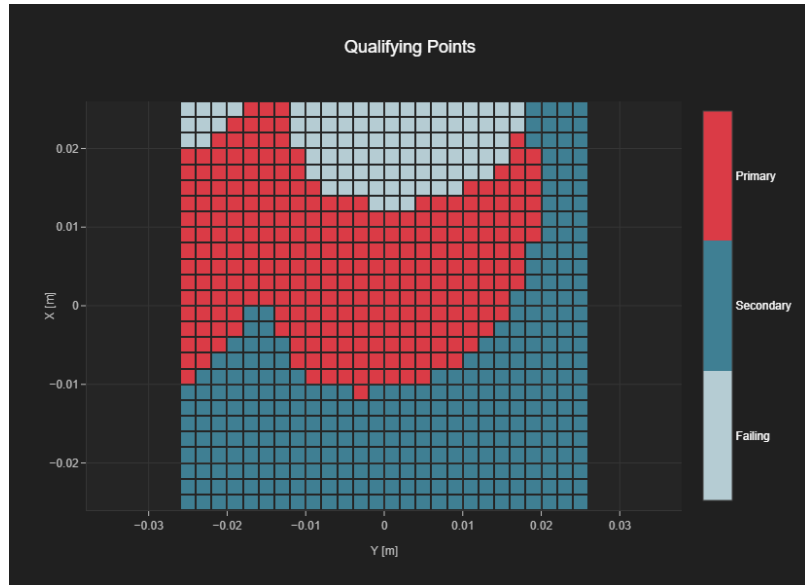 Qualifying Points
0.02
0.01
0
−0.01
−0.02
X [m]
−0.03
−0.02
−0.01
0
0.01
0.02
0.03
Y [m]
Primary
Secondary
Failing